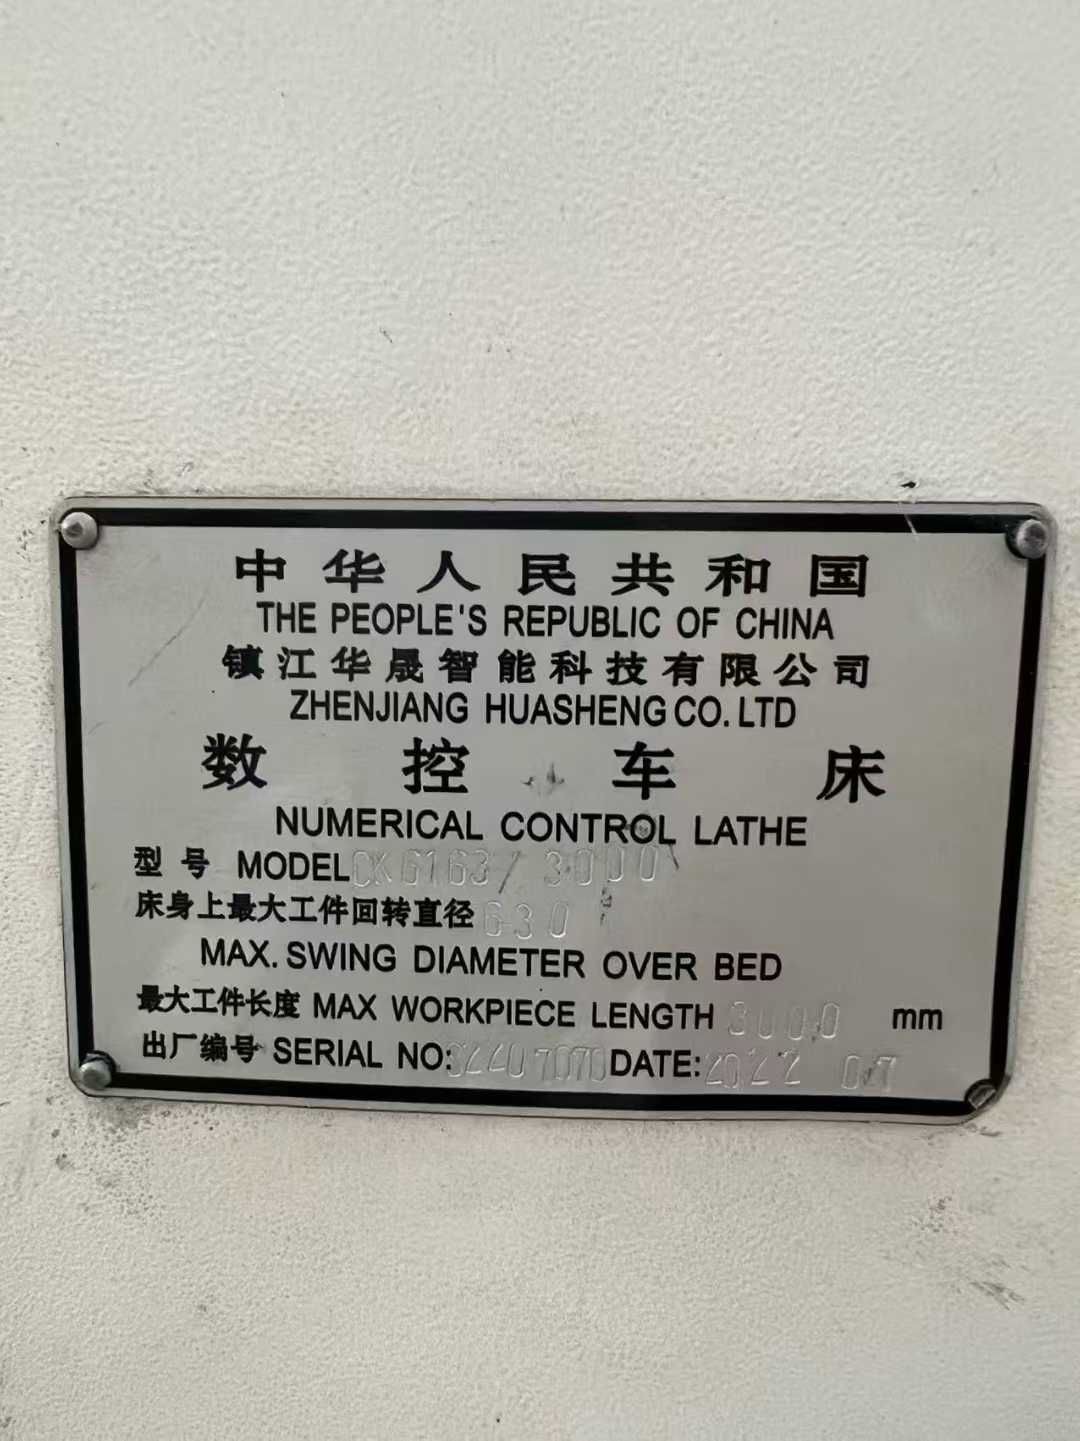 中华人民共和国
THE PEOPLE'S REPUBLIC OF CHINA
镇江华晟智能科技有限公司
ZHENJIANG HUASHENG CO. LTD
数控车床
NUMERICAL CONTROL LATHE
型号 MODEL CK6163/3000
床身上最大工件回转直径 630
MAX. SWING DIAMETER OVER BED
最大工件长度 MAX WORKPIECE LENGTH 3000 mm
出厂编号 SERIAL NO: DATE: 2022 07